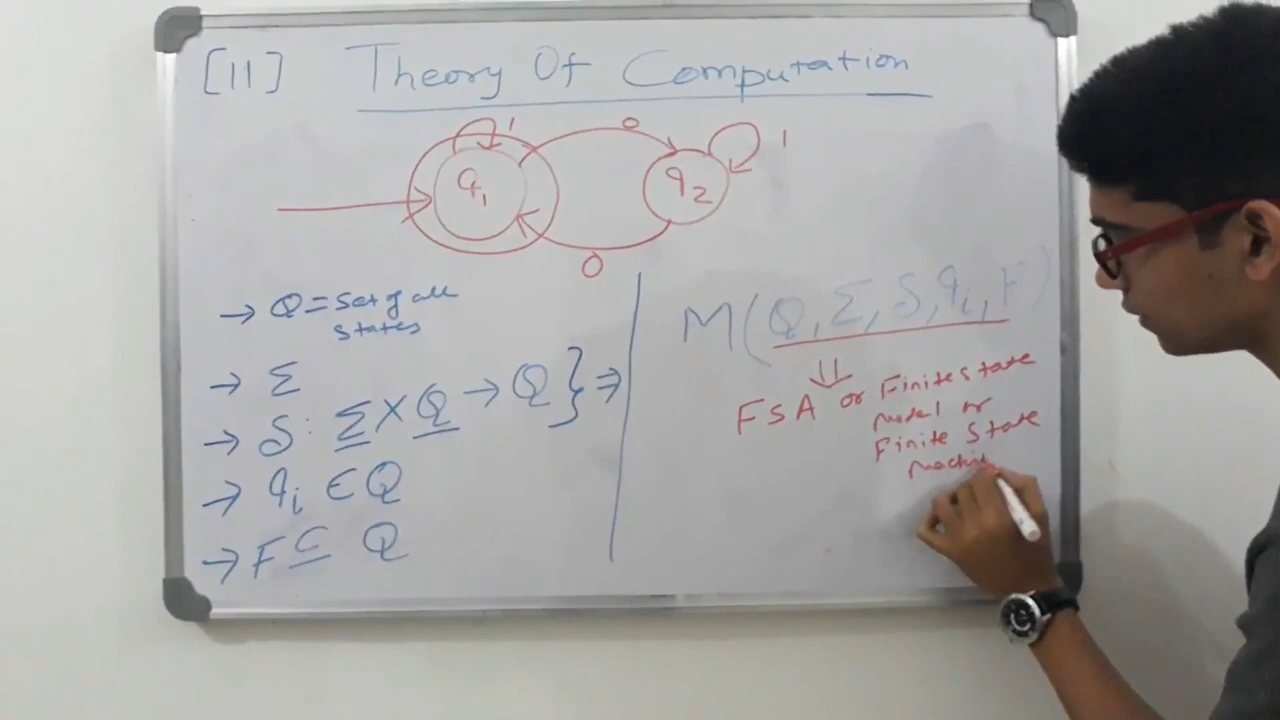 [11] Theory Of Computation
1
0
1
q1
q2
0
→ Q = Set of all
states
→ Σ
→ δ: Σ × Q → Q } ⇒
→ qi ∈ Q
→ F ⊆ Q
M(Q, Σ, δ, qi, F)
⇓
FSA or Finite state
model or
Finite State
machin